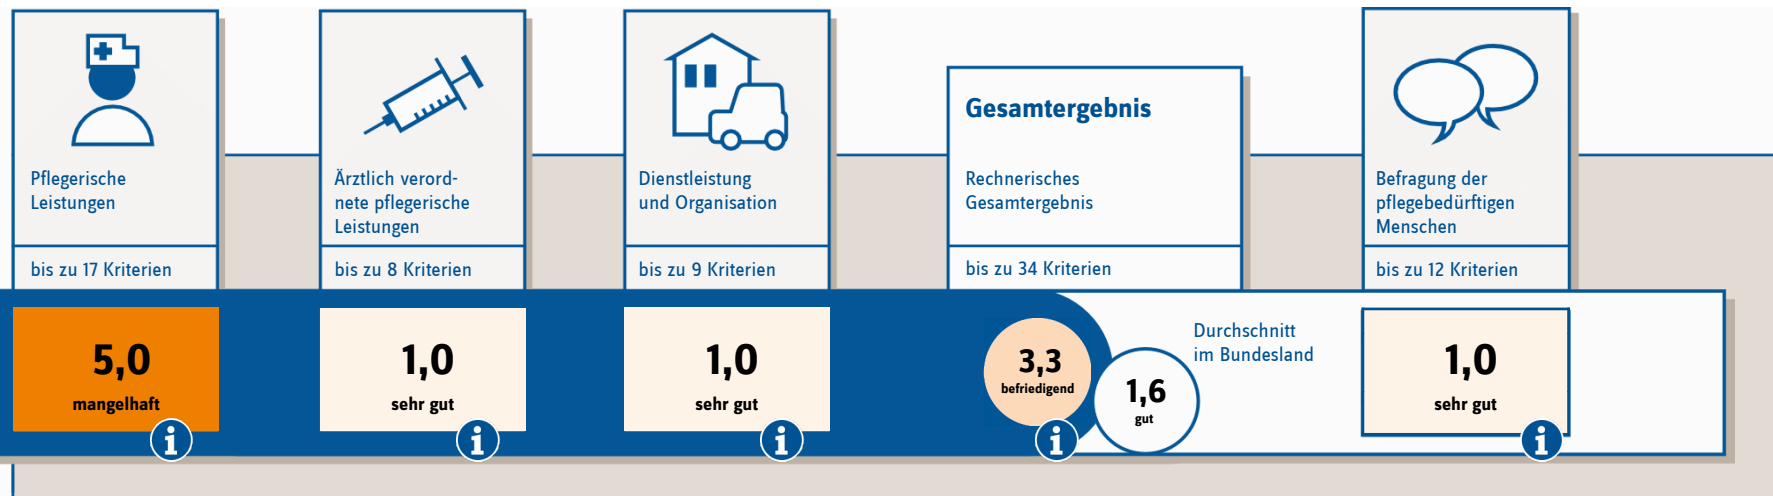 Pflegerische
Leistungen
bis zu 17 Kriterien
5,0
mangelhaft
i
Ärztlich verord-
nete pflegerische
Leistungen
bis zu 8 Kriterien
1,0
sehr gut
i
Dienstleistung
und Organisation
bis zu 9 Kriterien
1,0
sehr gut
i
Gesamtergebnis
Rechnerisches
Gesamtergebnis
bis zu 34 Kriterien
3,3
befriedigend
i
Durchschnitt
im Bundesland
1,6
gut
Befragung der
pflegebedürftigen
Menschen
bis zu 12 Kriterien
1,0
sehr gut
i